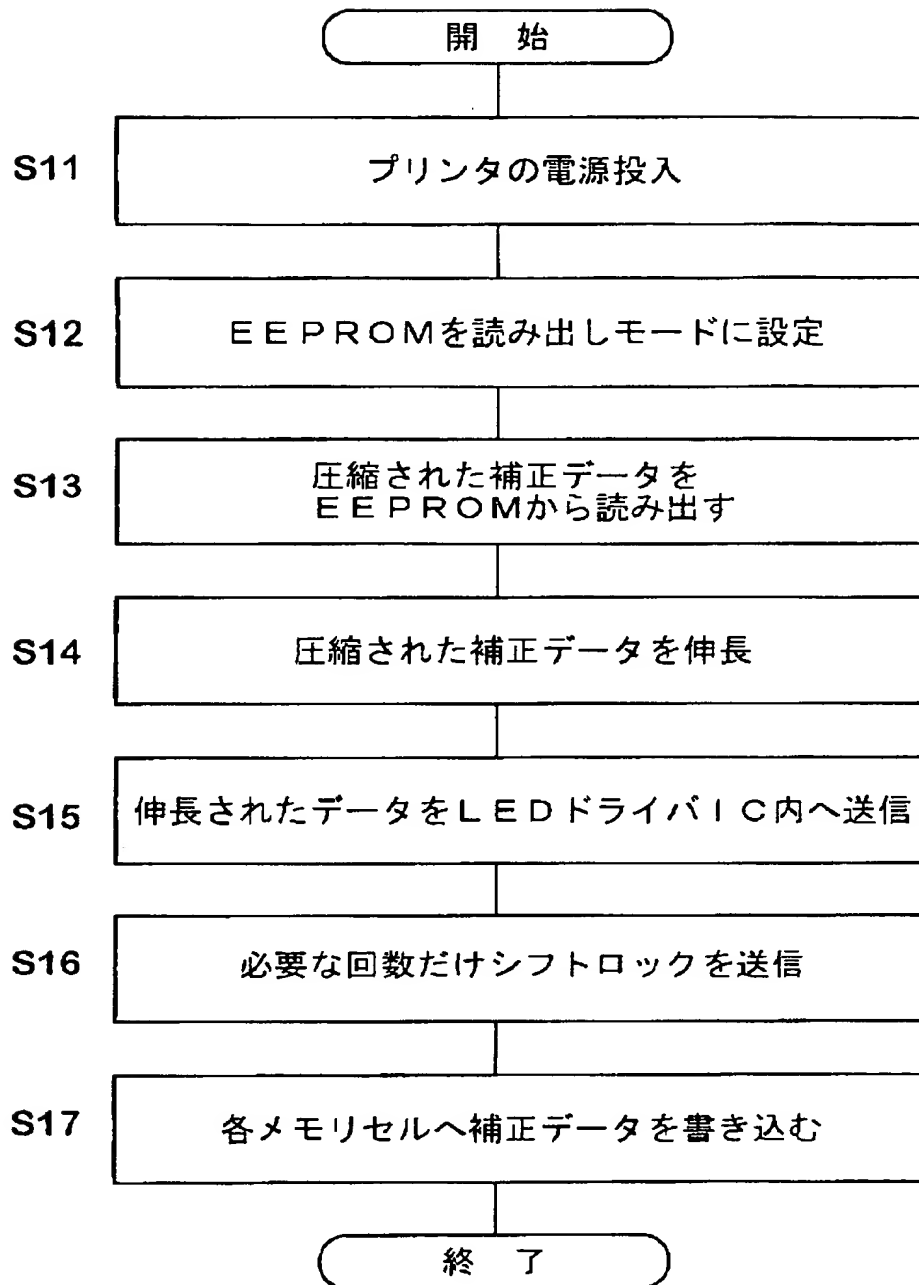 開　始
S11
プリンタの電源投入
S12
ＥＥＰＲＯＭを読み出しモードに設定
S13
圧縮された補正データを
ＥＥＰＲＯＭから読み出す
S14
圧縮された補正データを伸長
S15
伸長されたデータをＬＥＤドライバＩＣ内へ送信
S16
必要な回数だけシフトロックを送信
S17
各メモリセルへ補正データを書き込む
終　了